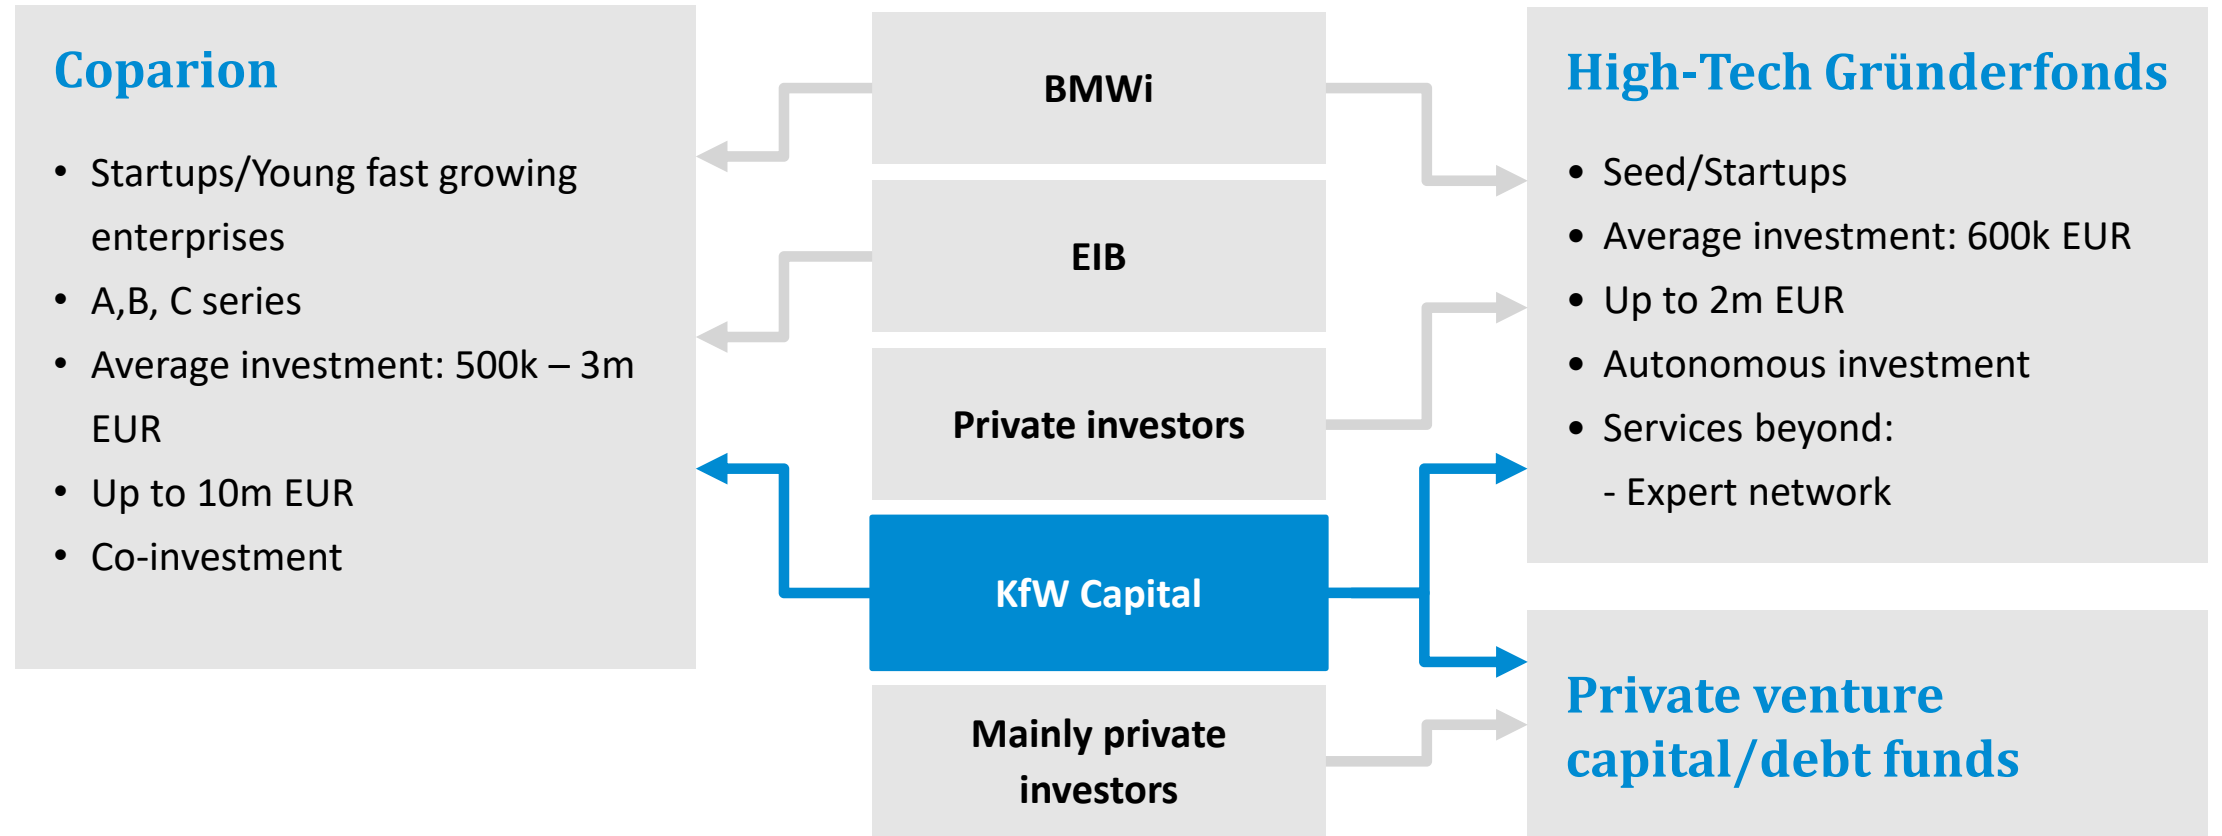 Coparion
• Startups/Young fast growing
enterprises
• A,B, C series
• Average investment: 500k – 3m
EUR
• Up to 10m EUR
• Co-investment
BMWi
EIB
Private investors
KfW Capital
Mainly private
investors
High-Tech Gründerfonds
• Seed/Startups
• Average investment: 600k EUR
• Up to 2m EUR
• Autonomous investment
• Services beyond:
- Expert network
Private venture
capital/debt funds